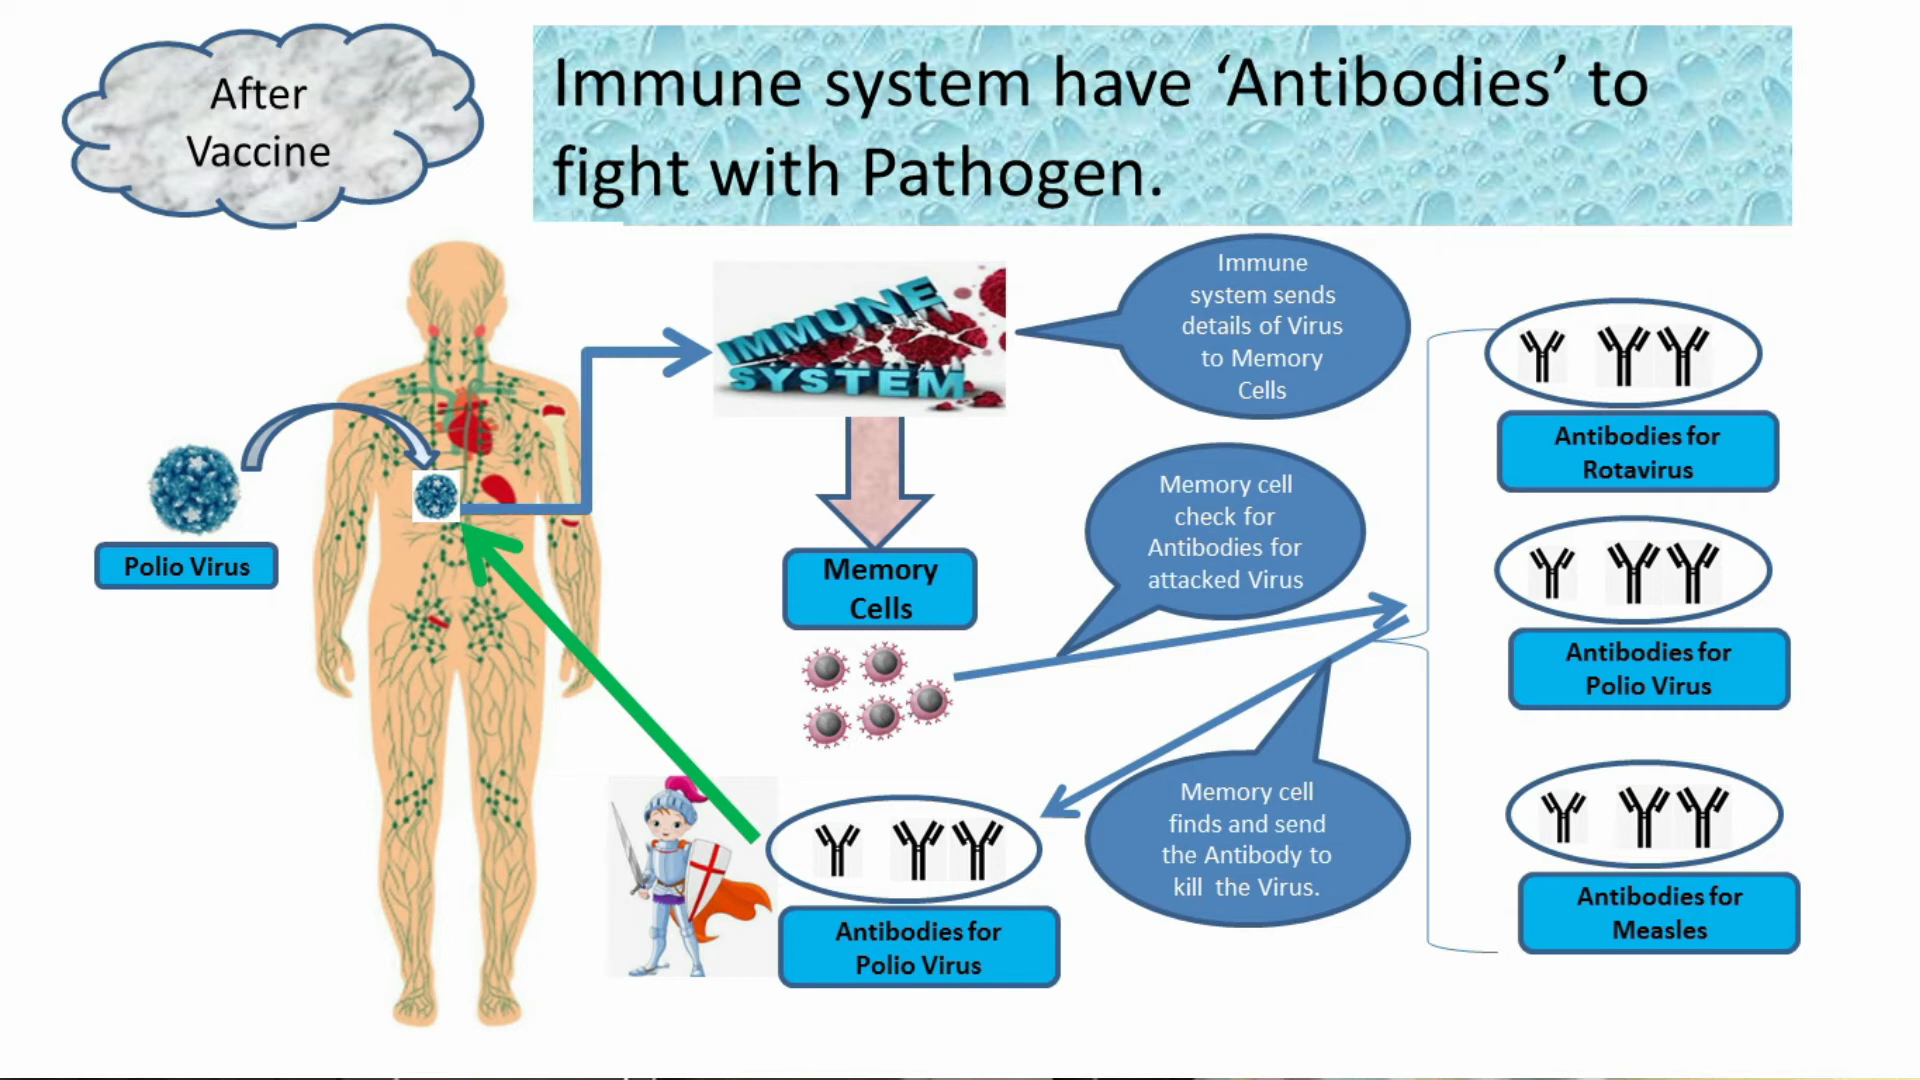 After
Vaccine
Immune system have ‘Antibodies’ to
fight with Pathogen.
IMMUNE
SYSTEM
Immune
system sends
details of Virus
to Memory
Cells
Antibodies for
Rotavirus
Memory cell
check for
Antibodies for
attacked Virus
Polio Virus
Memory
Cells
Antibodies for
Polio Virus
Memory cell
finds and send
the Antibody to
kill the Virus.
Antibodies for
Measles
Antibodies for
Polio Virus